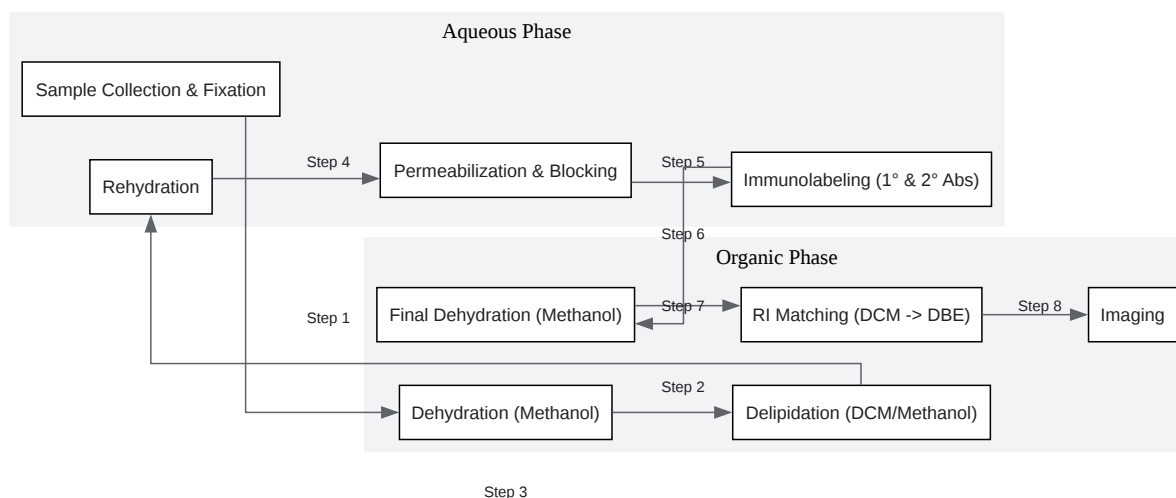 Aqueous Phase
Sample Collection & Fixation
Step 4
Permeabilization & Blocking
Step 5
Immunolabeling (1° & 2° Abs)
Rehydration
Step 6
Organic Phase
Step 1
Final Dehydration (Methanol)
Step 7
RI Matching (DCM -> DBE)
Step 8
Imaging
Dehydration (Methanol)
Step 2
Delipidation (DCM/Methanol)
Step 3